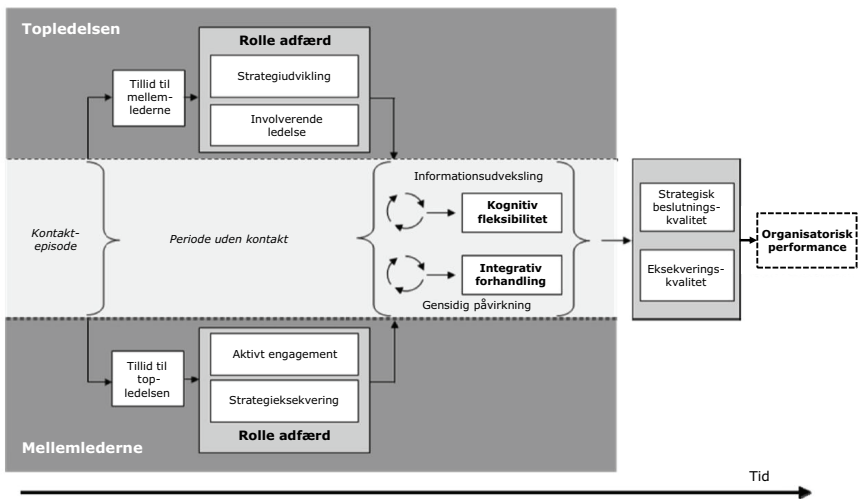 Topledelsen
Rolle adfærd
Strategiudvikling
Tillid til
mellem-
lederne
Involverende
ledelse
Informationsudveksling
Kognitiv
fleksibilitet
Strategisk
beslutnings-
kvalitet
Kontakt-
episode
Periode uden kontakt
Organisatorisk
performance
Integrativ
forhandling
Eksekverings-
kvalitet
Gensidig påvirkning
Aktivt engagement
Tillid til
top-
ledelsen
Strategieksekvering
Rolle adfærd
Mellemlederne
Tid